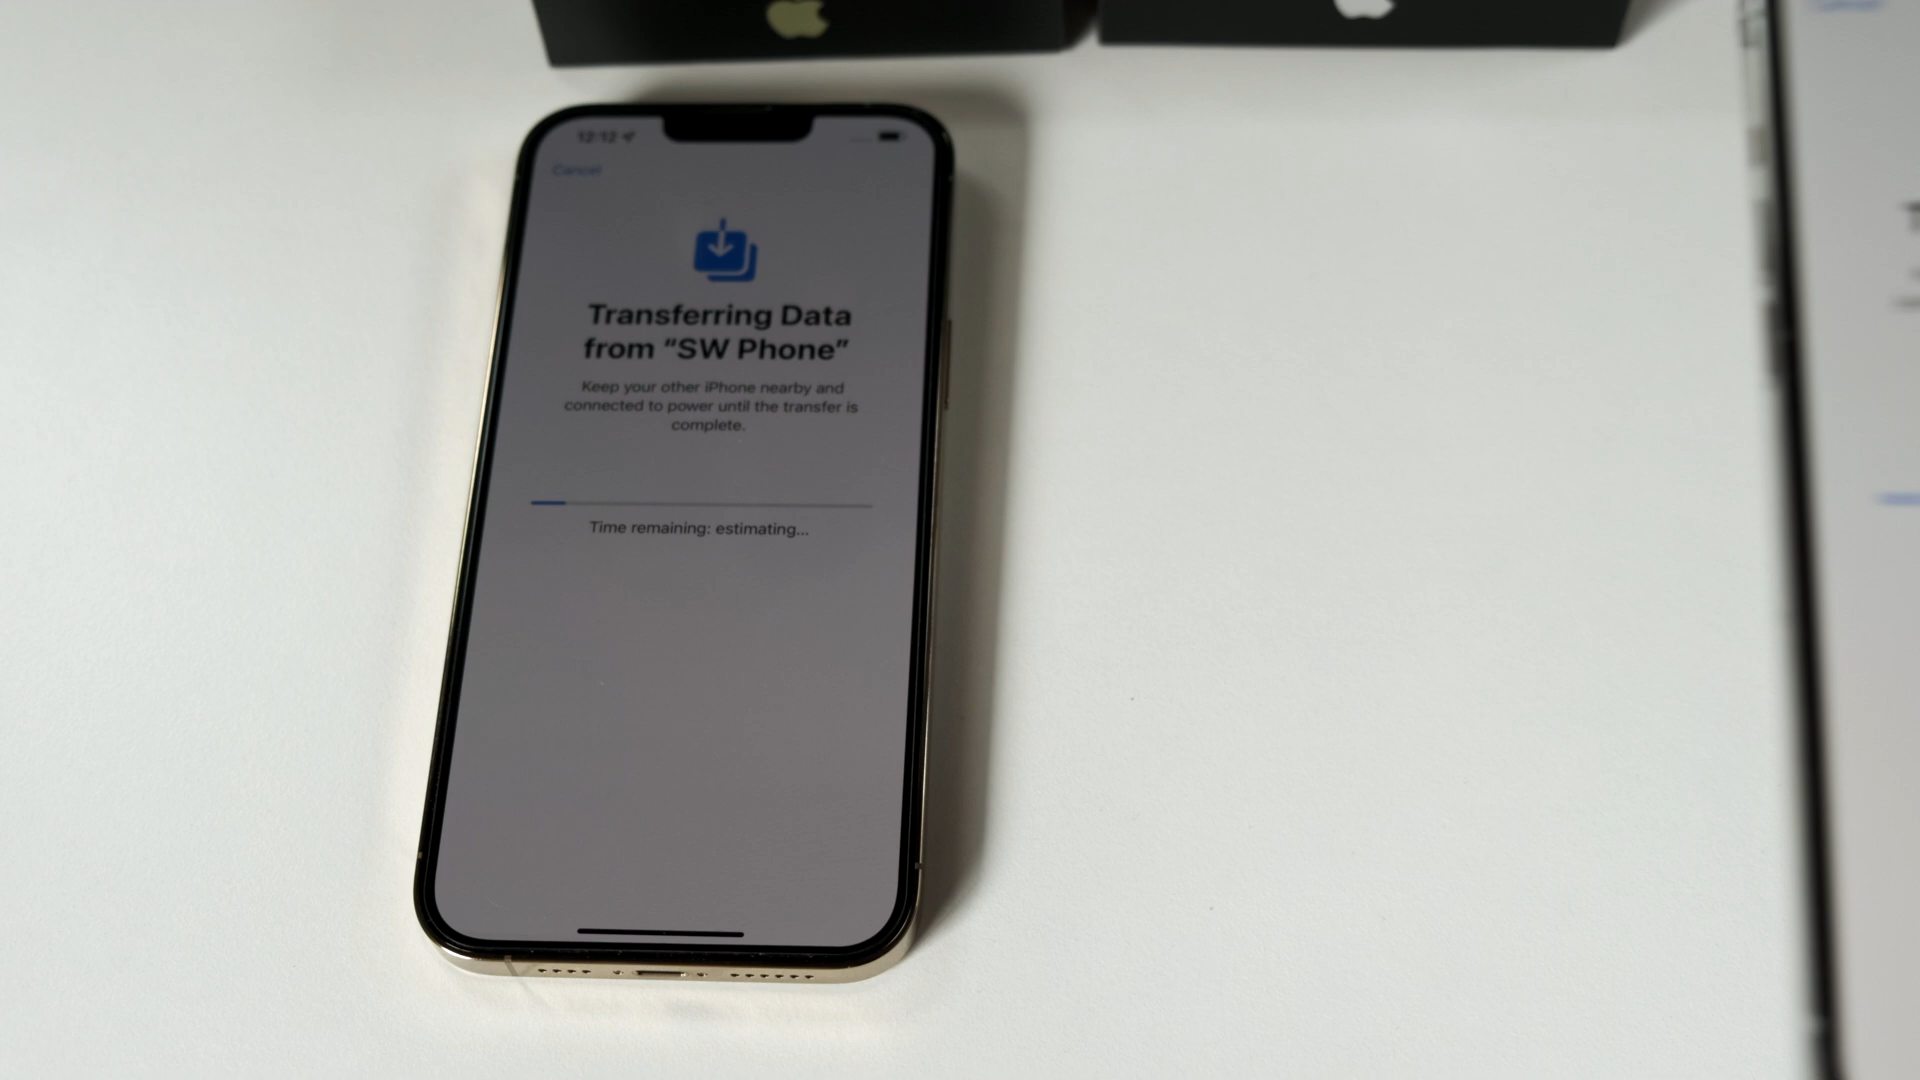 12:12
Cancel
Transferring Data
from “SW Phone”
Keep your other iPhone nearby and
connected to power until the transfer is
complete.
Time remaining: estimating...